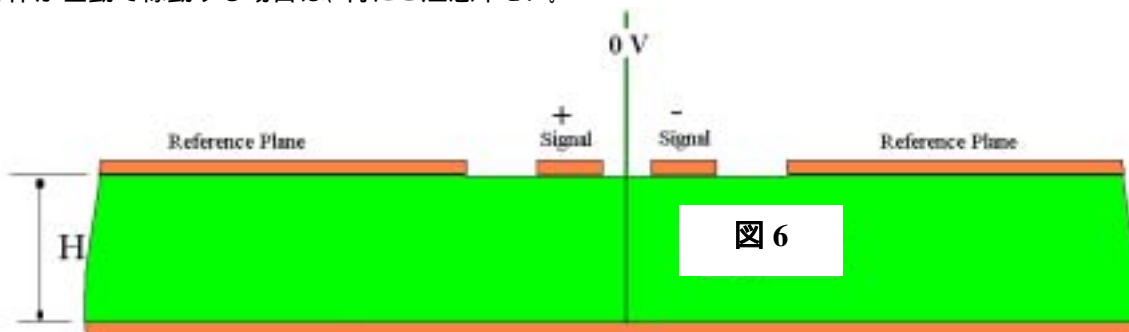 0 V
+
-
Reference Plane
Signal
Signal
Reference Plane
H
図 6